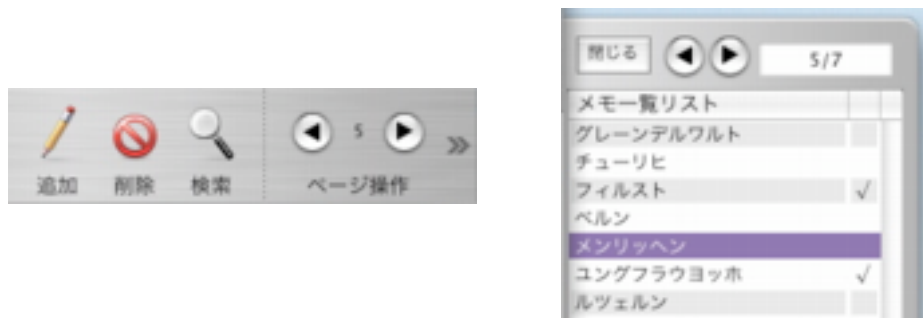 5
追加 削除 検索 ページ操作
閉じる 5/7
メモ一覧リスト
グレーンデルワルト
チューリヒ
フィルスト √
ベルン
メンリッヘン
ユングフラウヨッホ √
ルツェルン